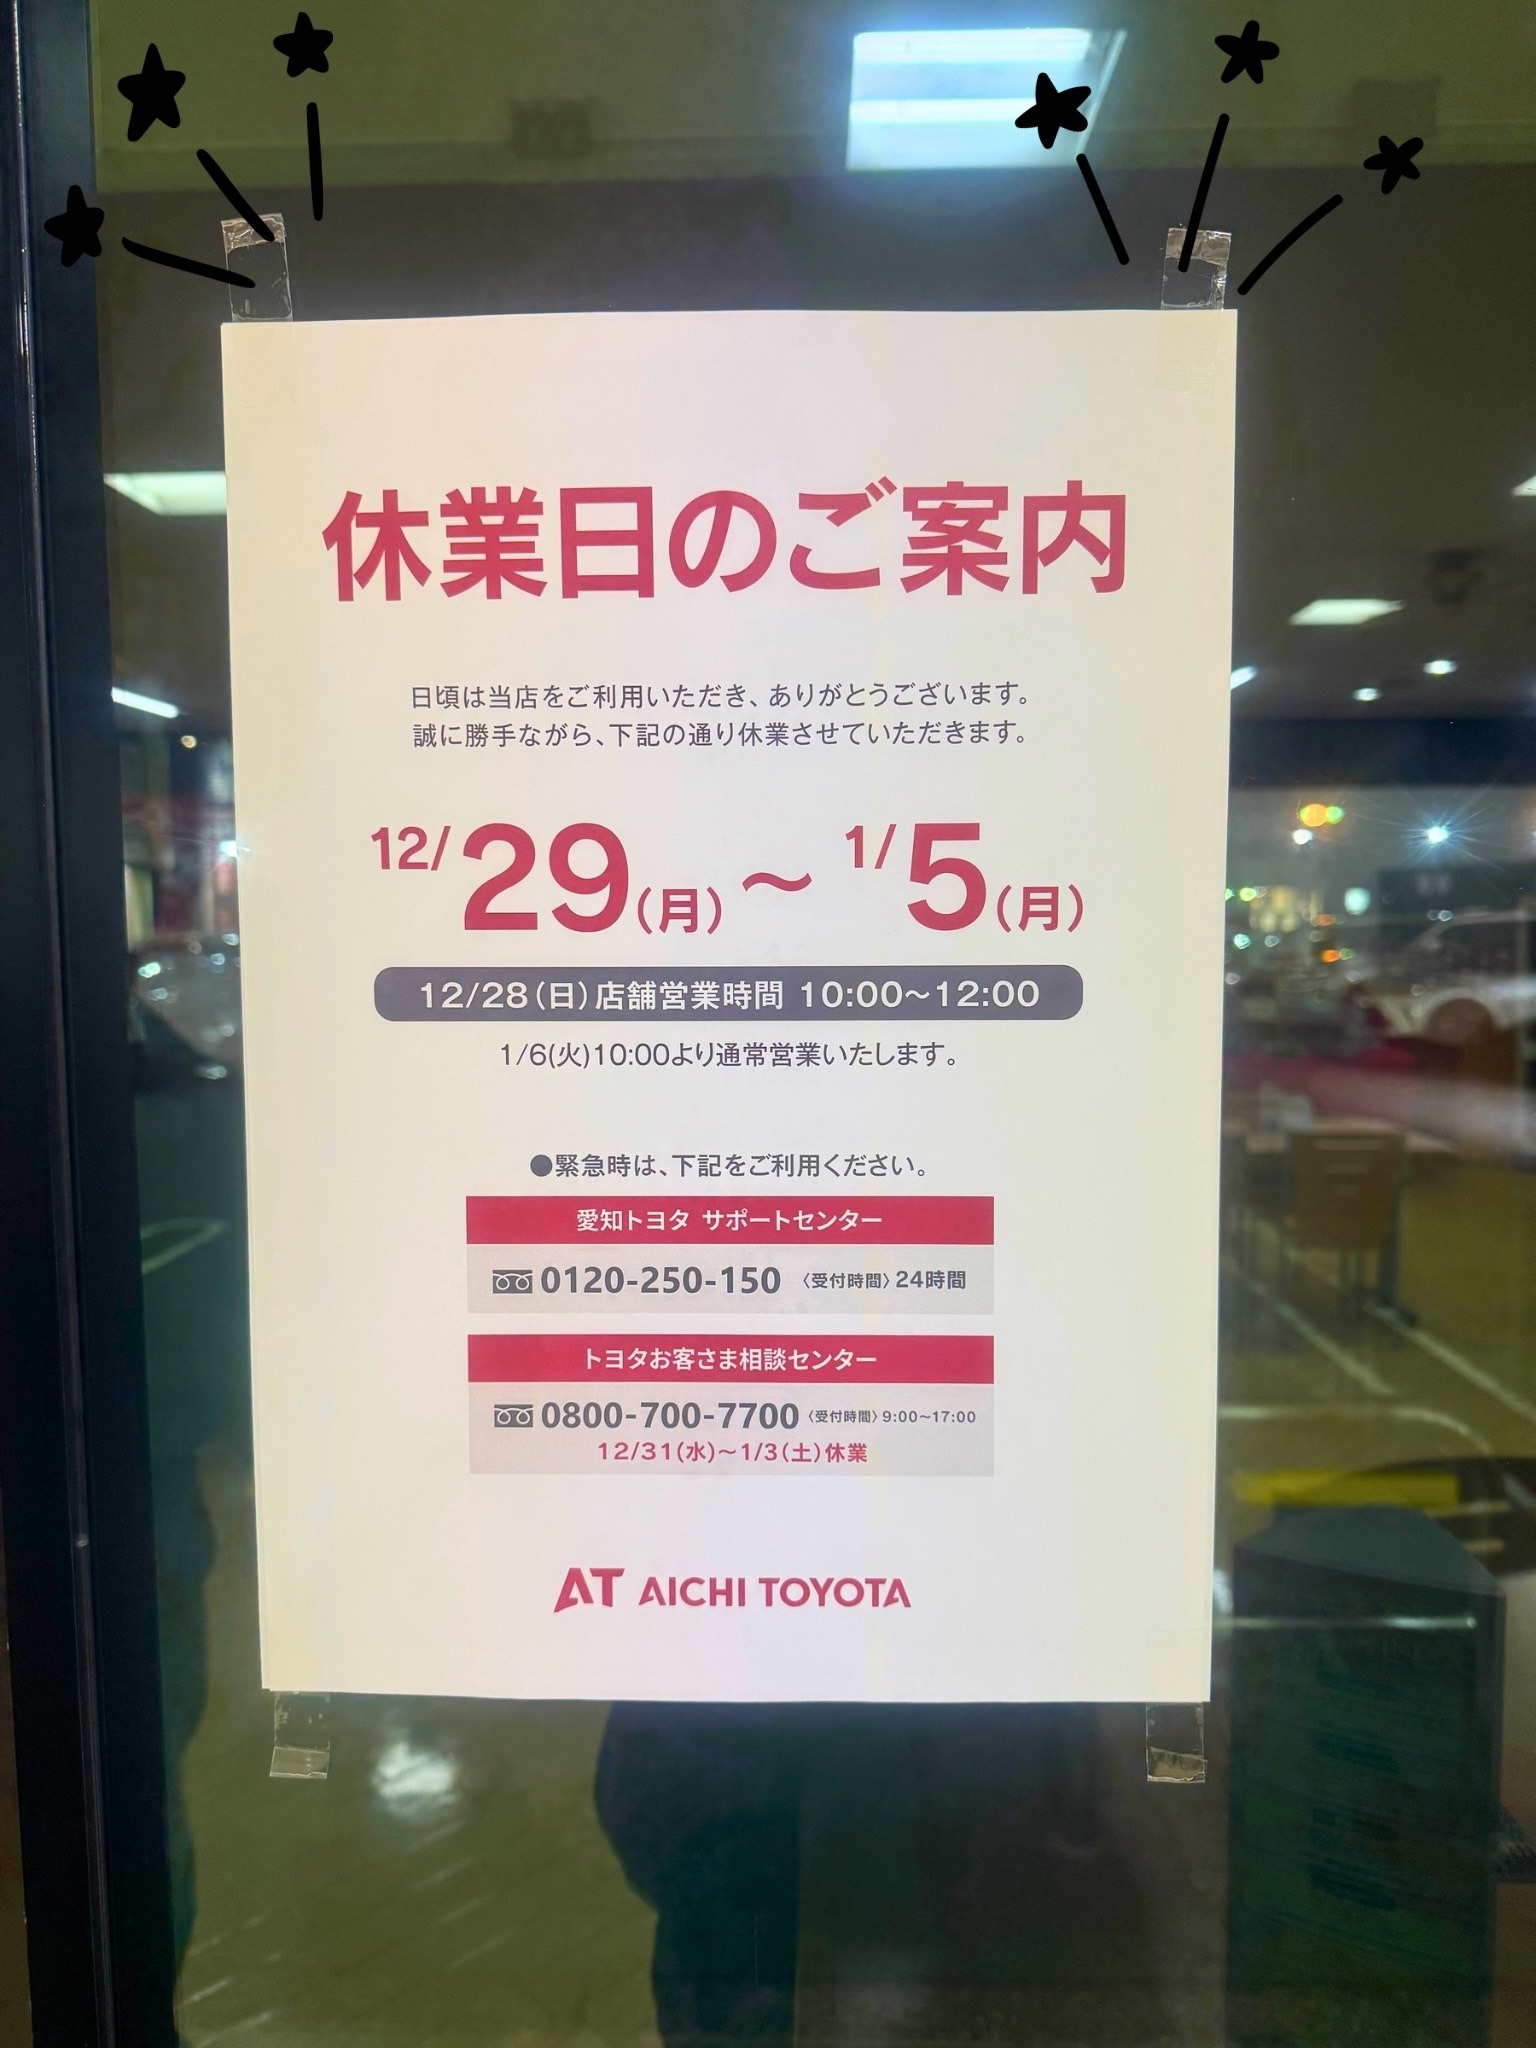 休業日のご案内
日頃は当店をご利用いただき、ありがとうございます。
誠に勝手ながら、下記の通り休業させていただきます。
12/29(月)～1/5(月)
12/28(日)店舗営業時間 10:00～12:00
1/6(火)10:00より通常営業いたします。
●緊急時は、下記をご利用ください。
愛知トヨタ サポートセンター
0120-250-150 〈受付時間〉24時間
トヨタお客さま相談センター
0800-700-7700 〈受付時間〉9:00～17:00
12/31(水)～1/3(土)休業
AT AICHI TOYOTA